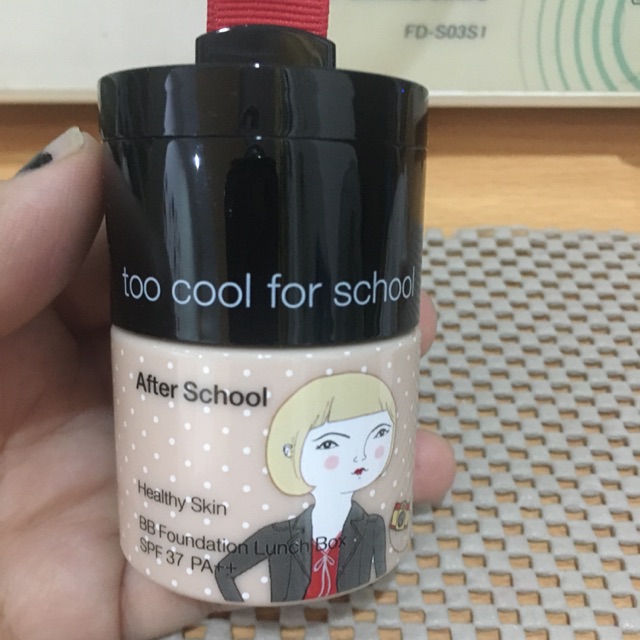 FD-S03S1
too cool for school
After School
Healthy Skin
BB Foundation Lunch Box
SPF 37 PA++